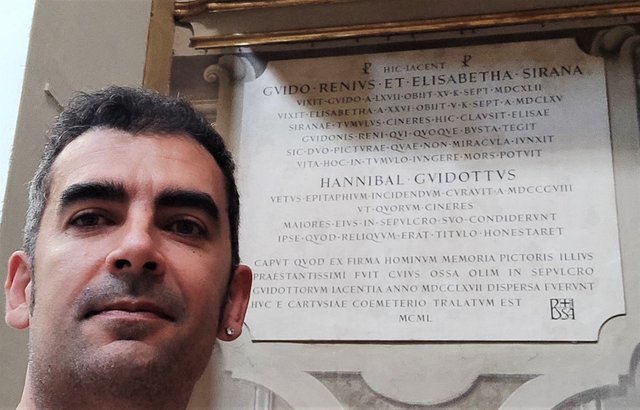 HIC·IACENT
GVIDO·RENIVS·ET·ELISABETHA·SIRANA
VIXIT·GVIDO·A·LXVII·OBIIT·XV·K·SEPT·MDCXLII
VIXIT·ELISABETHA·A·XXVI·OBIIT·V·K·SEPT·A·MDCLXV
SIRANAE·TVMVLVS·CINERES·HIC·CLAVSIT·ELISAE
GVIDONIS·RENI·QVI·QVOQVE·BVSTA·TEGIT
SIC·DVO·PICTVRAE·QVAE·NON·MIRACVLA·IVNXIT
VITA·HOC·IN·TVMVLO·IVNGERE·MORS·POTVIT
HANNIBAL·GVIDOTTVS
VETVS·EPITAPHIVM·INCIDENDVM·CVRAVIT·A·MDCCCVIII
VT·QVORVM·CINERES
MAIORES·EIVS·IN·SEPVLCRO·SVO·CONDIDERVNT
IPSE·QVOD·RELIQVVM·ERAT·TITVLO·HONESTARET
CAPVT QVOD EX FIRMA HOMINVM MEMORIA PICTORIS ILLIVS
PRAESTANTISSIMI FVIT CVIVS OSSA OLIM IN SEPVLCRO
GVIDOTTORVM IACENTIA ANNO MDCCLXVII DISPERSA FVERVNT
HVC E CARTVSIAE COEMETERIO TRALATVM EST
MCML